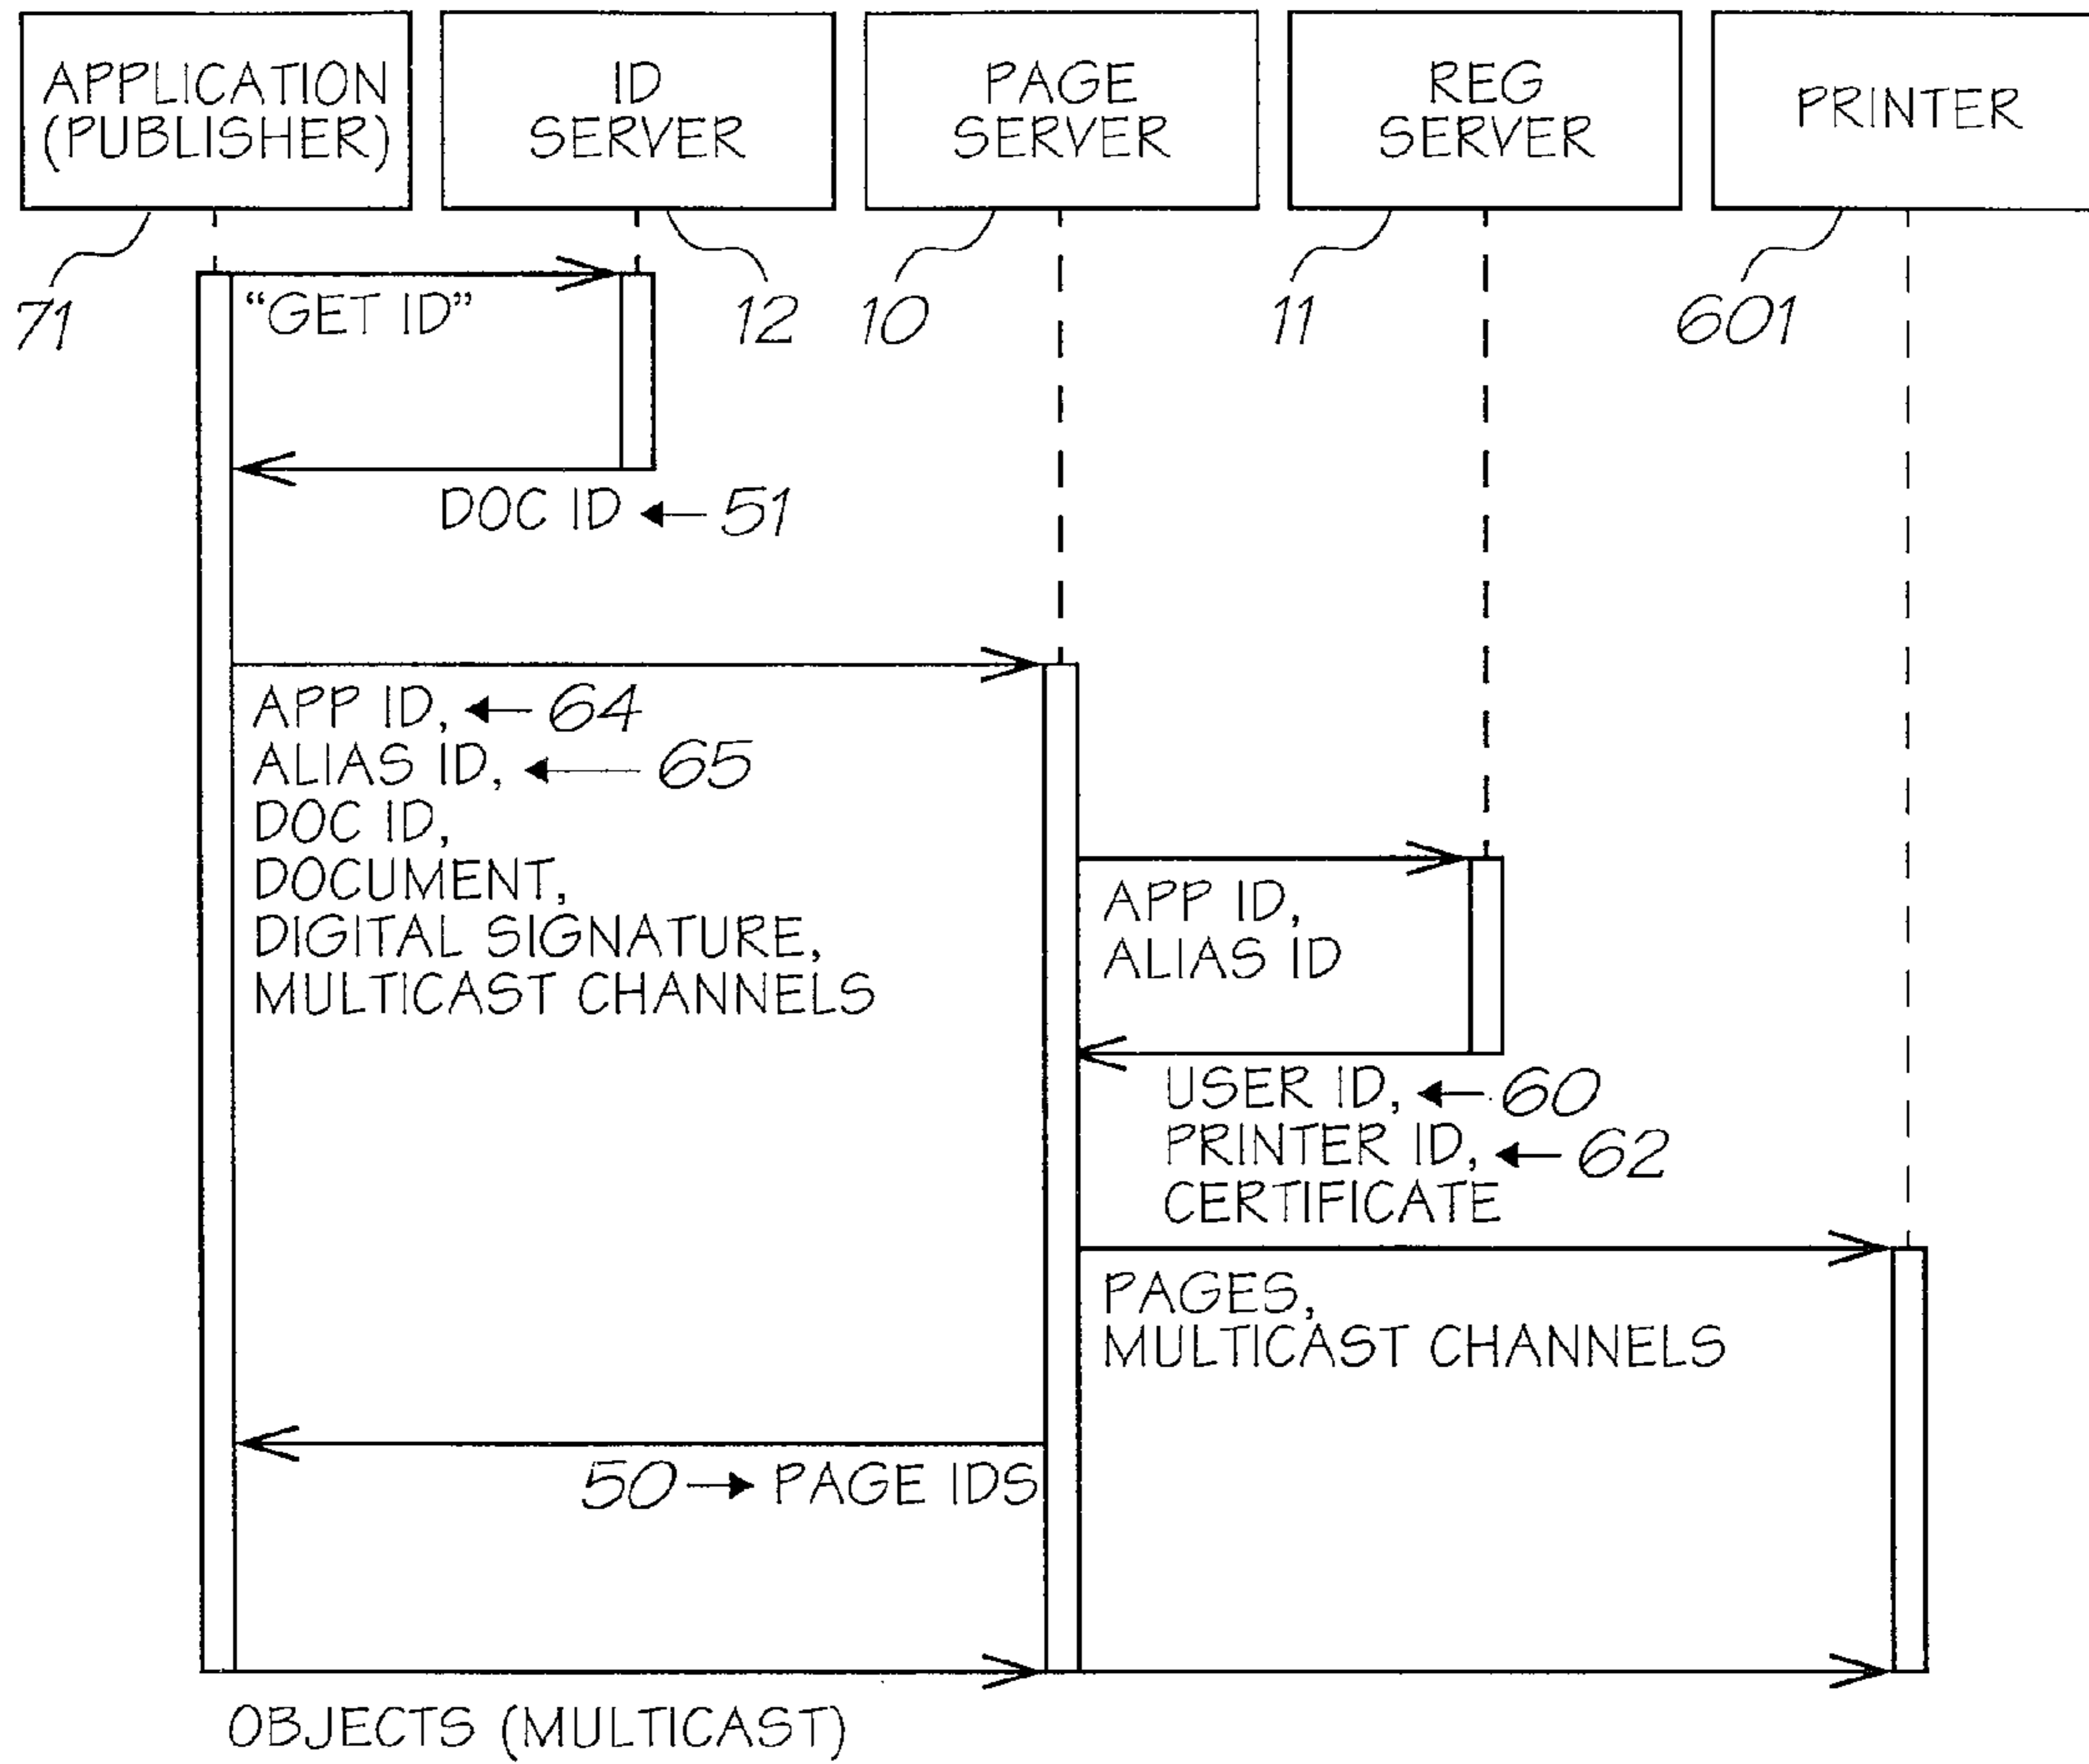 APPLICATION
(PUBLISHER)
ID
SERVER
PAGE
SERVER
REG
SERVER
PRINTER
71
12
10
11
601
“GET ID”
DOC ID 51
APP ID, 64
ALIAS ID, 65
DOC ID,
DOCUMENT,
DIGITAL SIGNATURE,
MULTICAST CHANNELS
APP ID,
ALIAS ID
USER ID, 60
PRINTER ID, 62
CERTIFICATE
PAGES,
MULTICAST CHANNELS
50 PAGE IDS
OBJECTS (MULTICAST)